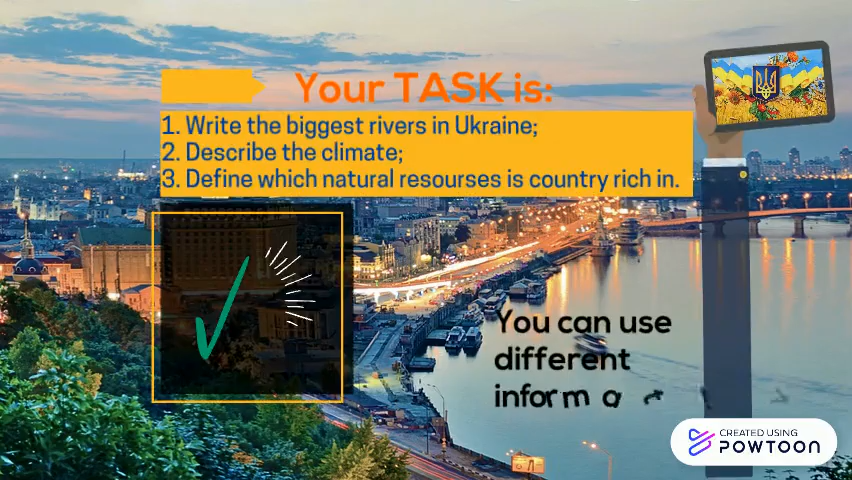 Your TASK is:
1. Write the biggest rivers in Ukraine;
2. Describe the climate;
3. Define which natural resourses is country rich in.
You can use
different
CREATED USING
POWTOON